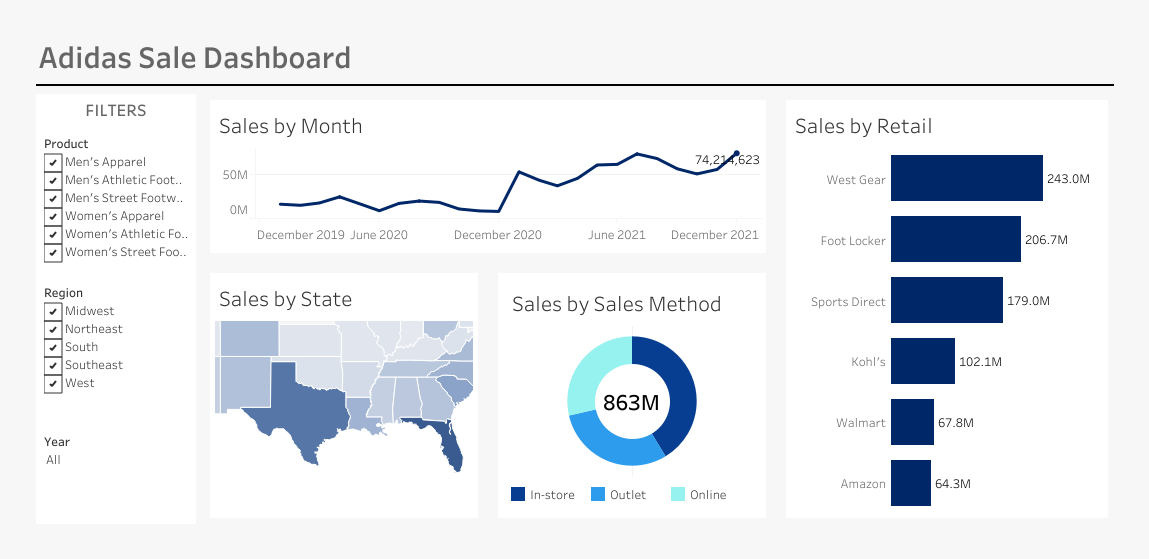 Adidas Sale Dashboard
FILTERS
Product
Men's Apparel
Men's Athletic Foot..
Men's Street Footw..
Women's Apparel
Women's Athletic Fo..
Women's Street Foo..
Region
Midwest
Northeast
South
Southeast
West
Year
All
Sales by Month
74,214,623
50M
0M
December 2019 June 2020 December 2020 June 2021 December 2021
Sales by State
Sales by Sales Method
863M
In-store Outlet Online
Sales by Retail
West Gear 243.0M
Foot Locker 206.7M
Sports Direct 179.0M
Kohl's 102.1M
Walmart 67.8M
Amazon 64.3M